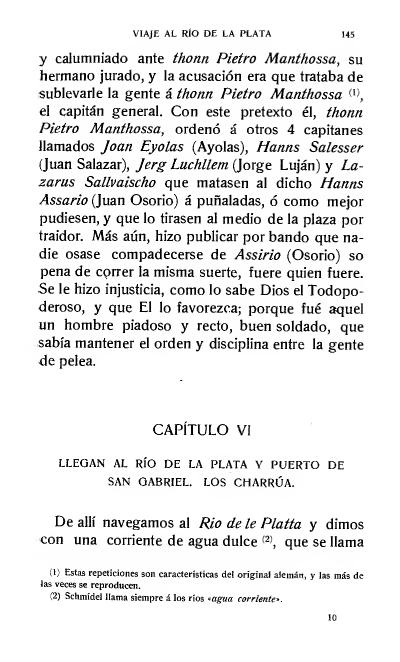 VIAJE AL RÍO DE LA PLATA 145
y calumniado ante thonn Pietro Manthossa, su
hermano jurado, y la acusación era que trataba de
sublevarle la gente á thonn Pietro Manthossa (1),
el capitán general. Con este pretexto él, thonn
Pietro Manthossa, ordenó á otros 4 capitanes
llamados Joan Eyolas (Ayolas), Hanns Salesser
(Juan Salazar), Jerg Luchllem (Jorge Luján) y La-
zarus Sallvaischo que matasen al dicho Hanns
Assario (Juan Osorio) á puñaladas, ó como mejor
pudiesen, y que lo tirasen al medio de la plaza por
traidor. Más aún, hizo publicar por bando que na-
die osase compadecerse de Assirio (Osorio) so
pena de correr la misma suerte, fuere quien fuere.
Se le hizo injusticia, como lo sabe Dios el Todopo-
deroso, y que El lo favorezca; porque fué aquel
un hombre piadoso y recto, buen soldado, que
sabía mantener el orden y disciplina entre la gente
de pelea.
CAPÍTULO VI
LLEGAN AL RÍO DE LA PLATA Y PUERTO DE
SAN GABRIEL. LOS CHARRÚA.
De allí navegamos al Rio de le Platta y dimos
con una corriente de agua dulce (2), que se llama
(1) Estas repeticiones son características del original alemán, y las más de
las veces se reproducen.
(2) Schmídel llama siempre á los rios «agua corriente».
10